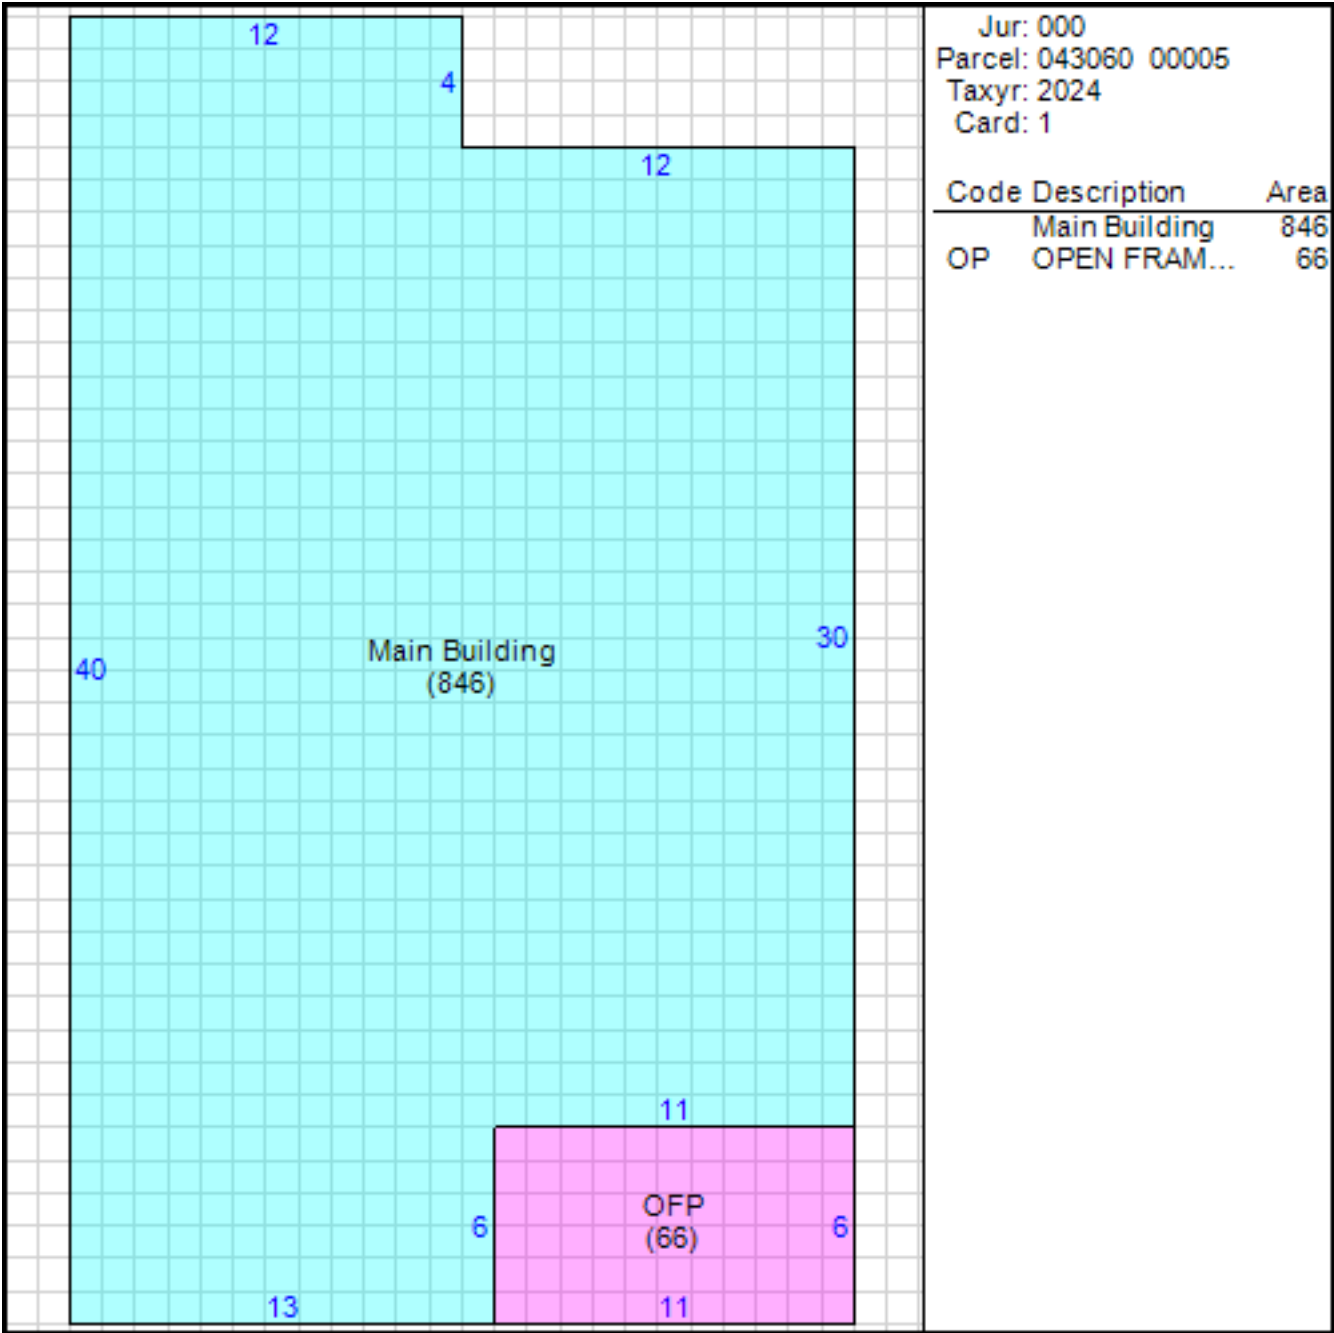 12
4
12
40
Main Building
(846)
30
11
OFP
(66)
6
6
13
11
Jur: 000
Parcel: 043060 00005
Taxyr: 2024
Card: 1
Code Description Area
Main Building 846
OP OPEN FRAM... 66